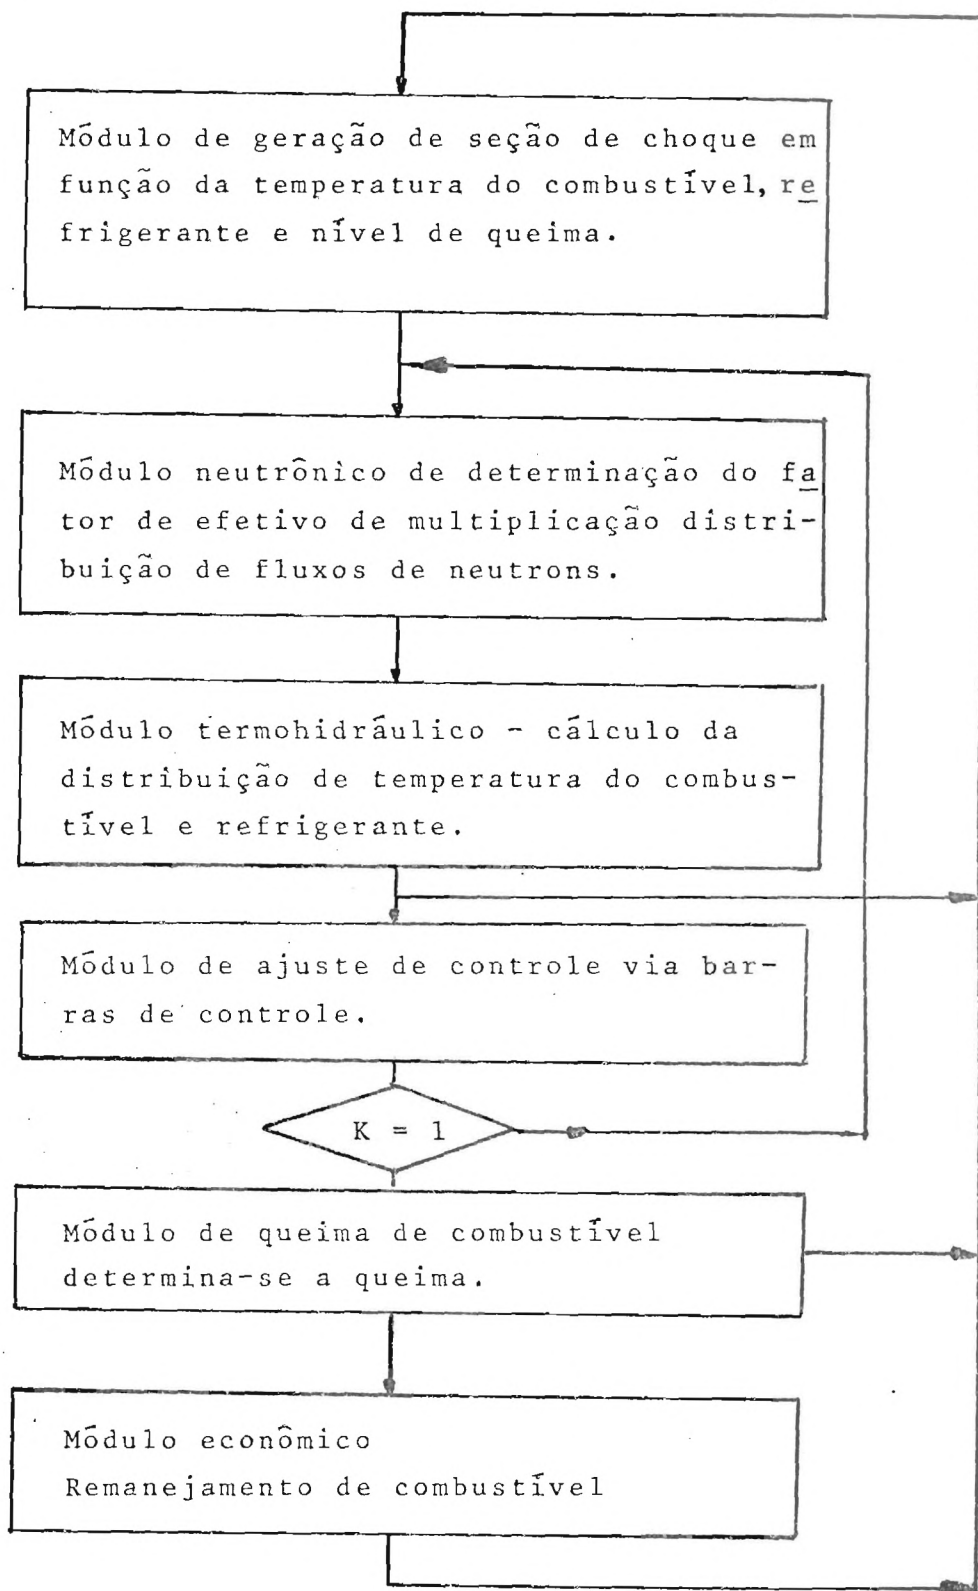 Módulo de geração de seção de choque em
função da temperatura do combustível, re
frigerante e nível de queima.
Módulo neutrônico de determinação do fa
tor de efetivo de multiplicação distri-
buição de fluxos de neutrons.
Módulo termohidráulico - cálculo da
distribuição de temperatura do combus-
tível e refrigerante.
Módulo de ajuste de controle via bar-
ras de controle.
K = 1
Módulo de queima de combustível
determina-se a queima.
Módulo econômico
Remanejamento de combustível